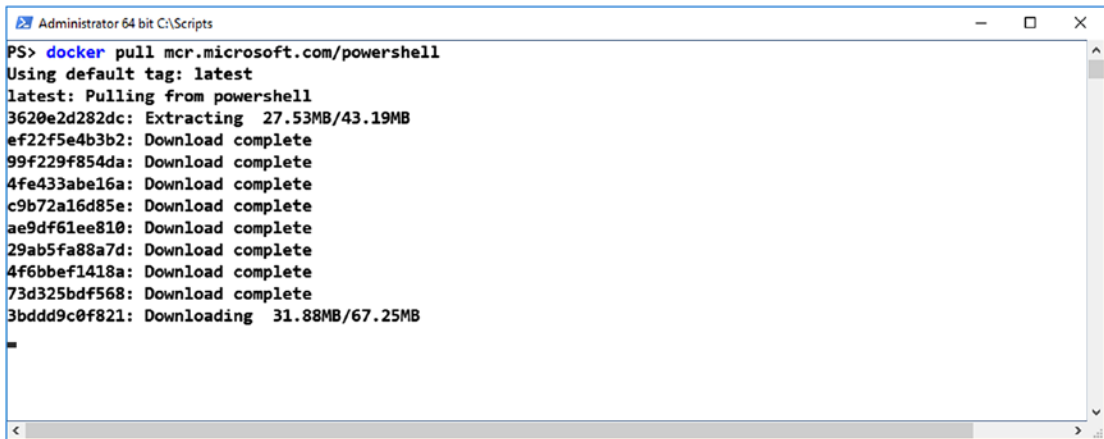 Administrator 64 bit C:\Scripts
PS> docker pull mcr.microsoft.com/powershell
Using default tag: latest
latest: Pulling from powershell
3620e2d282dc: Extracting  27.53MB/43.19MB
ef22f5e4b3b2: Download complete
99f229f854da: Download complete
4fe433abe16a: Download complete
c9b72a16d85e: Download complete
ae9df61ee810: Download complete
29ab5fa88a7d: Download complete
4f6bbef1418a: Download complete
73d325bdf568: Download complete
3bddd9c0f821: Downloading  31.88MB/67.25MB